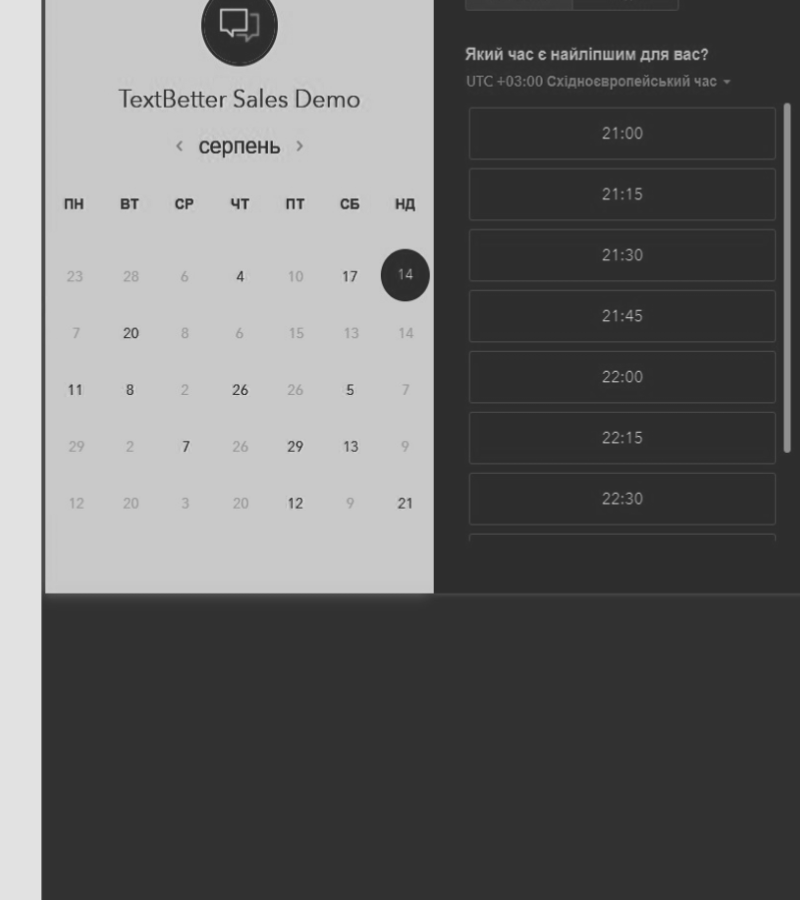 TextBetter Sales Demo
‹ серпень ›
ПН ВТ СР ЧТ ПТ СБ НД
23 28 6 4 10 17 14
7 20 8 6 15 13 14
11 8 2 26 26 5 7
29 2 7 26 29 13 9
12 20 3 20 12 9 21
Який час є найліпшим для вас?
UTC +03:00 Східноєвропейський час
21:00
21:15
21:30
21:45
22:00
22:15
22:30